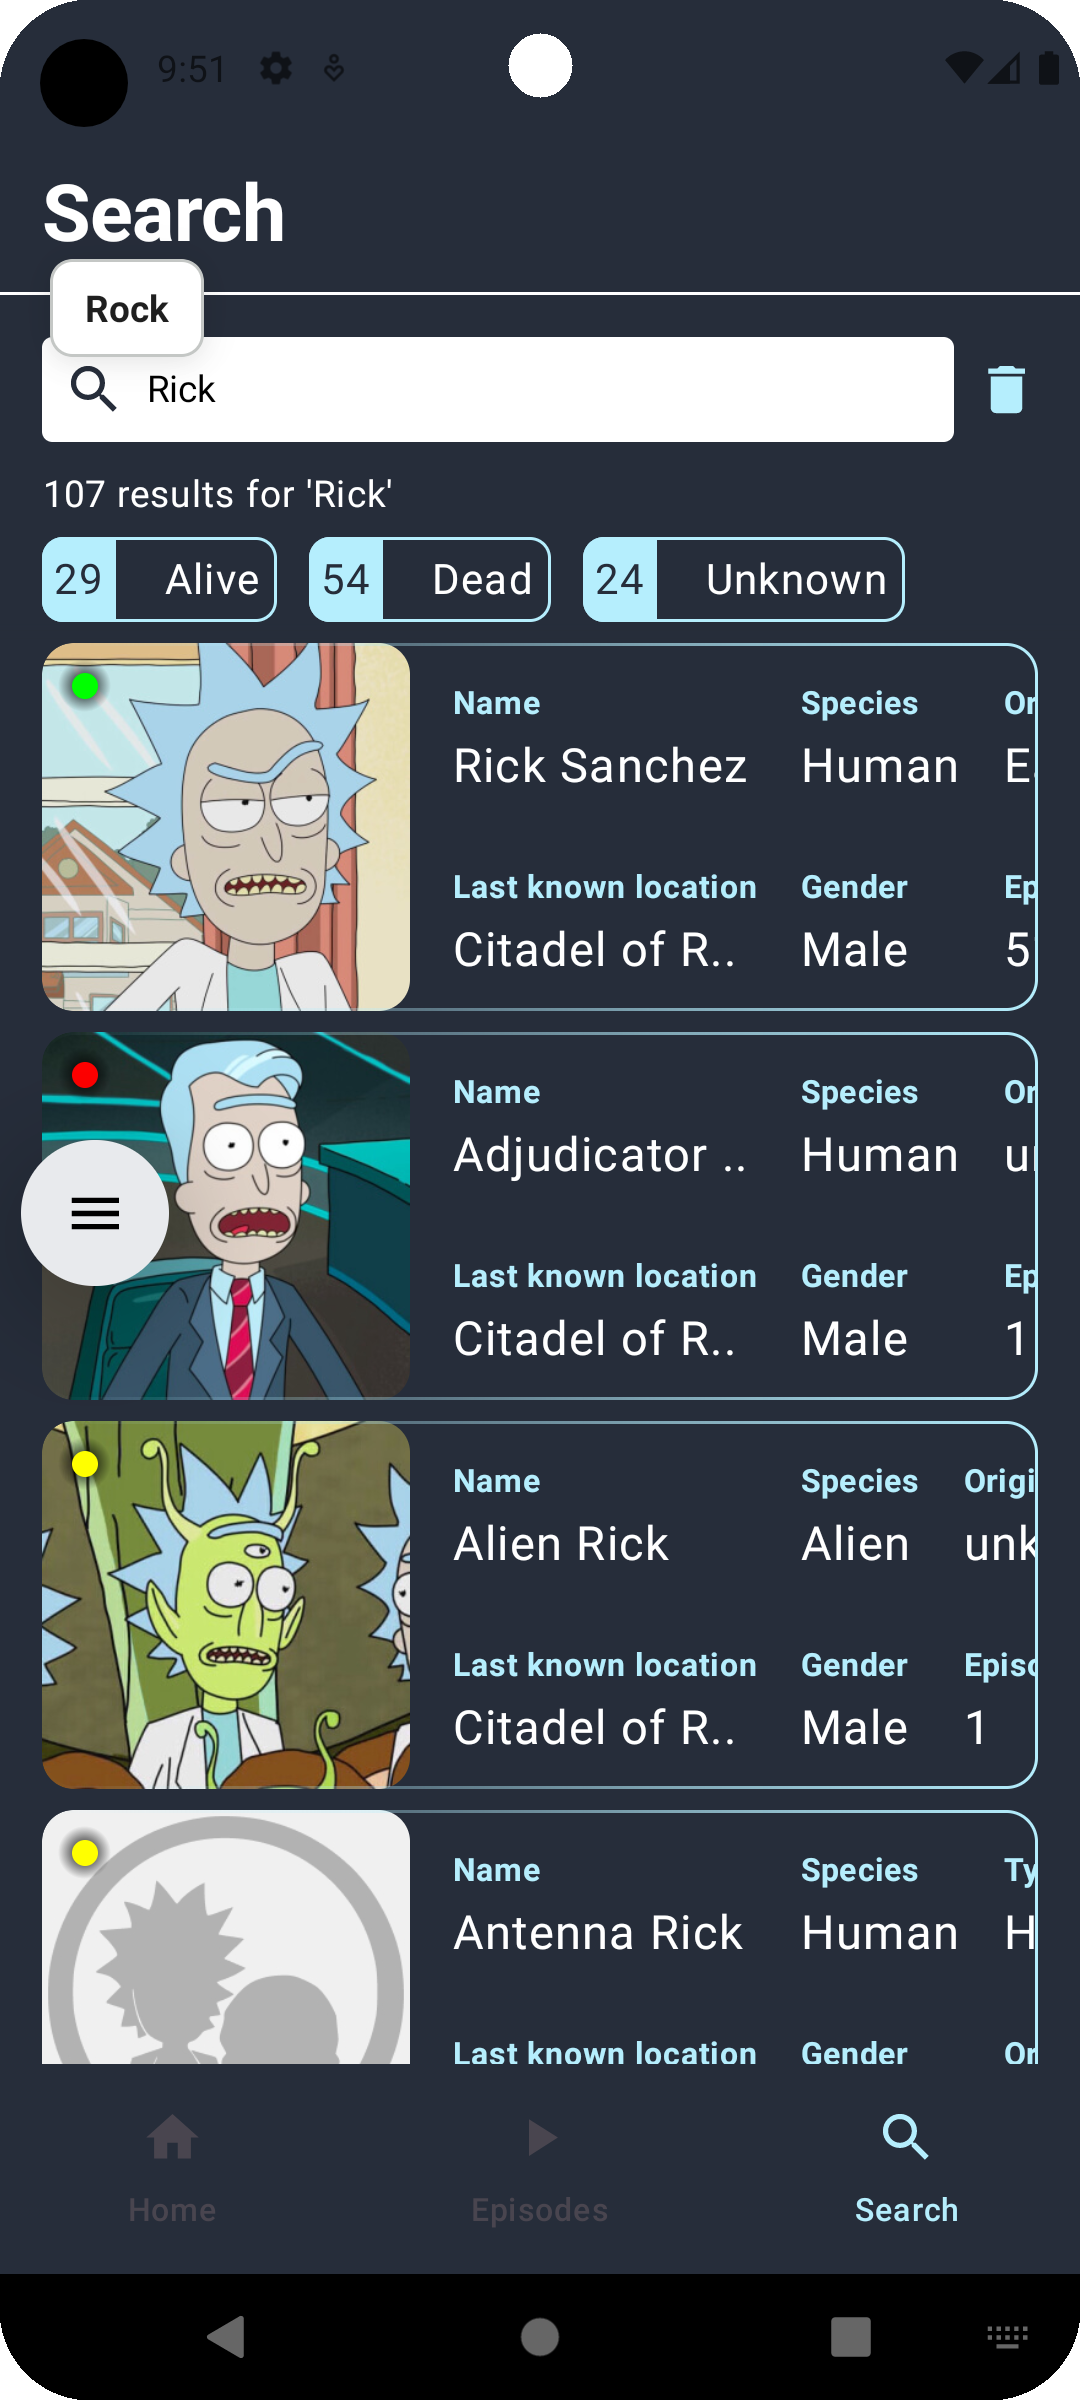 9:51
Search
Rock
Rick
107 results for 'Rick'
29 Alive 54 Dead 24 Unknown
Name Species Or
Rick Sanchez Human E.
Last known location Gender Ep
Citadel of R.. Male 5
Name Species Or
Adjudicator .. Human u
Last known location Gender Ep
Citadel of R.. Male 1
Name Species Origi
Alien Rick Alien unk
Last known location Gender Episo
Citadel of R.. Male 1
Name Species Ty
Antenna Rick Human H
Last known location Gender Or
Home Episodes Search